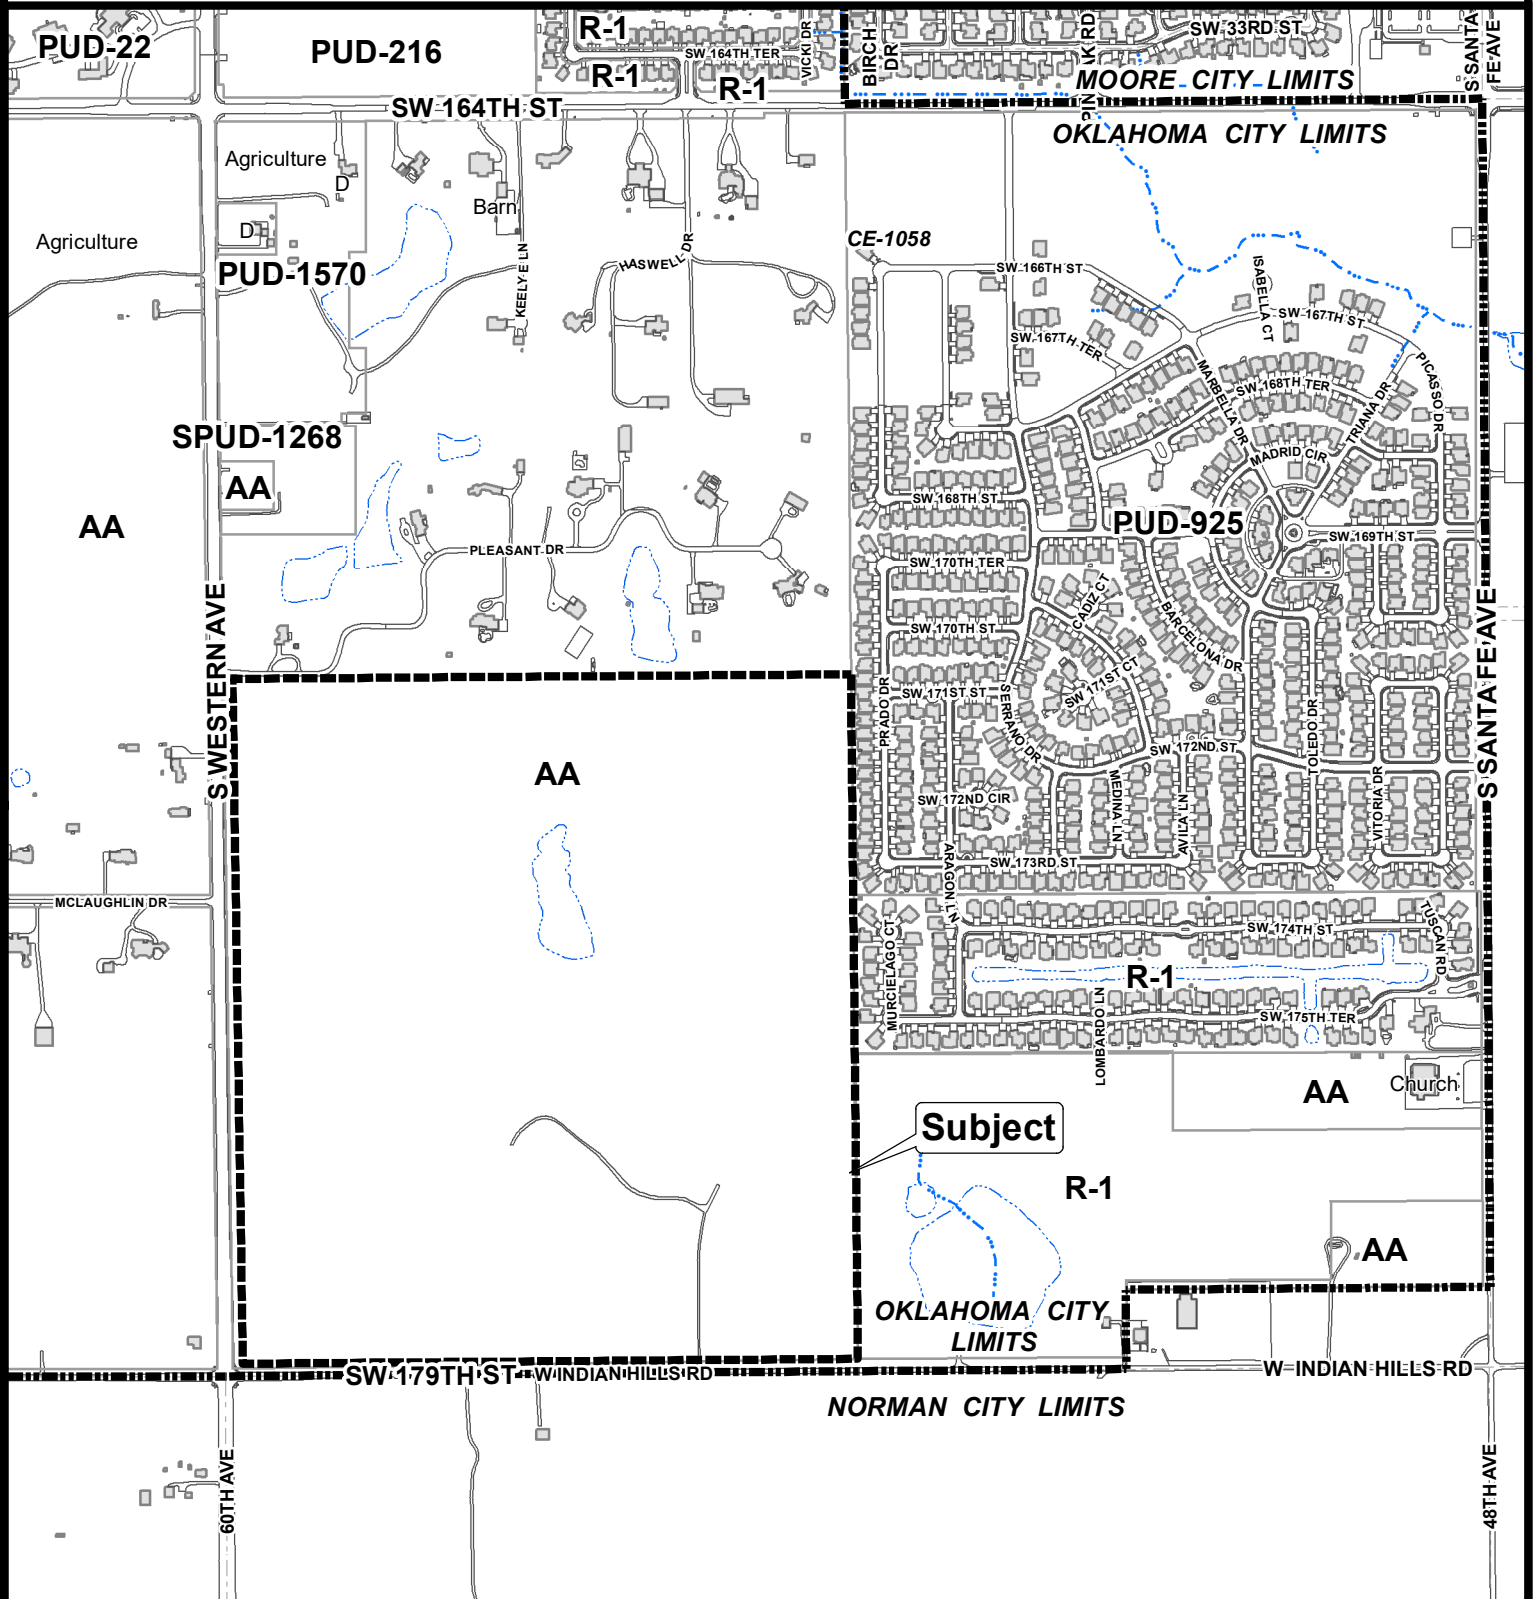 PUD-22
PUD-216
R-1
SW 164TH TER
R-1
R-1
VICKI DR
BIRCH
DR
SW 33RD ST
S SANTA
FE AVE
MOORE CITY LIMITS
SW 164TH ST
OKLAHOMA CITY LIMITS
Agriculture
D
Barn
D
Agriculture
CE-1058
PUD-1570
KEELY E LN
HASWELL DR
SW 166TH ST
ISABELLA CT
SW 167TH ST
SW 167TH TER
MARBELLA DR
SW 168TH TER
TRIANA DR
PICASSO DR
SPUD-1268
AA
AA
MADRID CIR
SW 168TH ST
PUD-925
SW 169TH ST
PLEASANT DR
SW 170TH TER
CADIZ CT
BARCELONA DR
SW 170TH ST
S WESTERN AVE
S SANTA FE AVE
SW 171ST CT
SW 171ST ST
PRADO DR
SERRANO DR
TOLEDO DR
SW 172ND ST
AA
SW 172ND CIR
MEDINA LN
AVILA LN
VITORIA DR
SW 173RD ST
ARAGON LN
MCLAUGHLIN DR
MURCIELAGO CT
SW 174TH ST
TUSCAN RD
R-1
LOMBARDO LN
SW 175TH TER
AA
Church
Subject
R-1
AA
OKLAHOMA CITY
LIMITS
SW 179TH ST
W INDIAN HILLS RD
W INDIAN HILLS RD
NORMAN CITY LIMITS
60TH AVE
48TH AVE